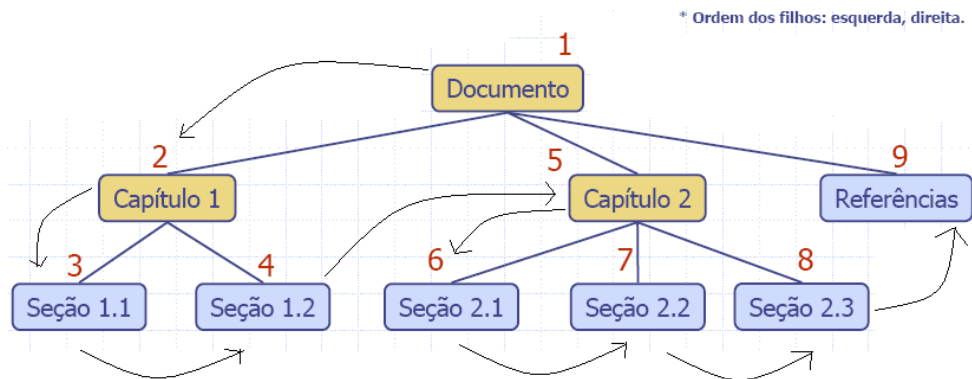 * Ordem dos filhos: esquerda, direita.
1
Documento
2 5 9
Capítulo 1 Capítulo 2 Referências
3 4 6 7 8
Seção 1.1 Seção 1.2 Seção 2.1 Seção 2.2 Seção 2.3